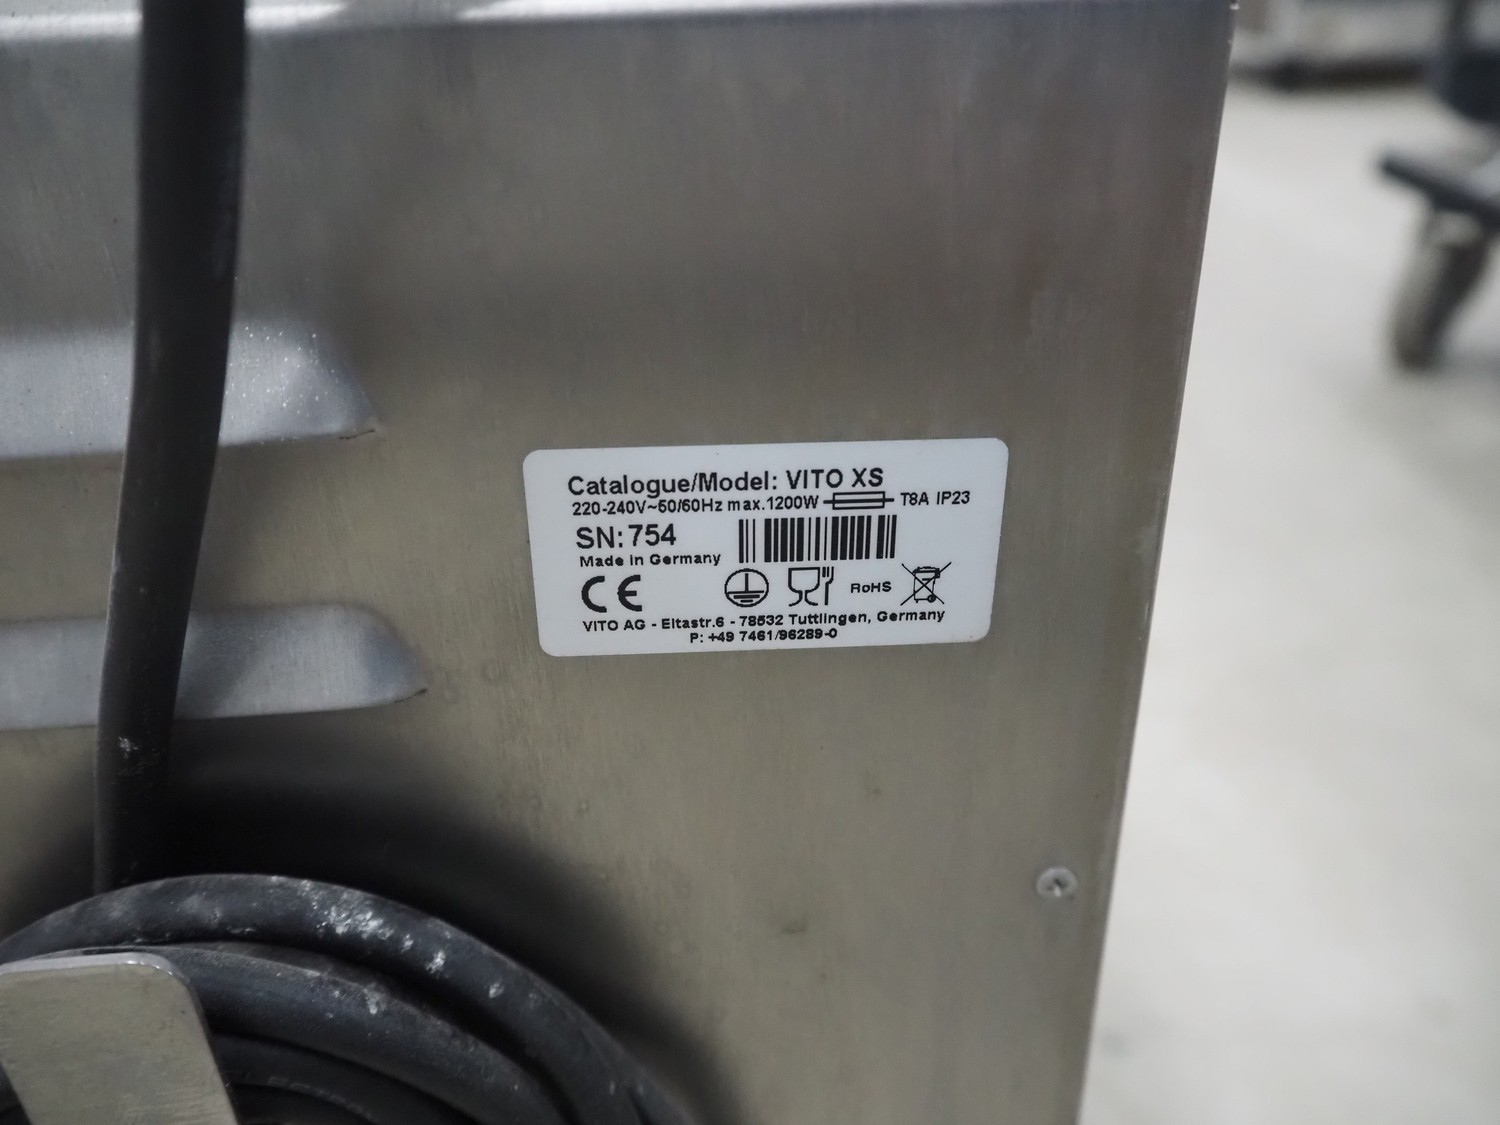 Catalogue/Model: VITO XS
220-240V~50/60Hz max.1200W T8A IP23
SN: 754
Made in Germany
CE
RoHS
VITO AG - Eltastr.6 - 78532 Tuttlingen, Germany
P: +49 7461/96289-0